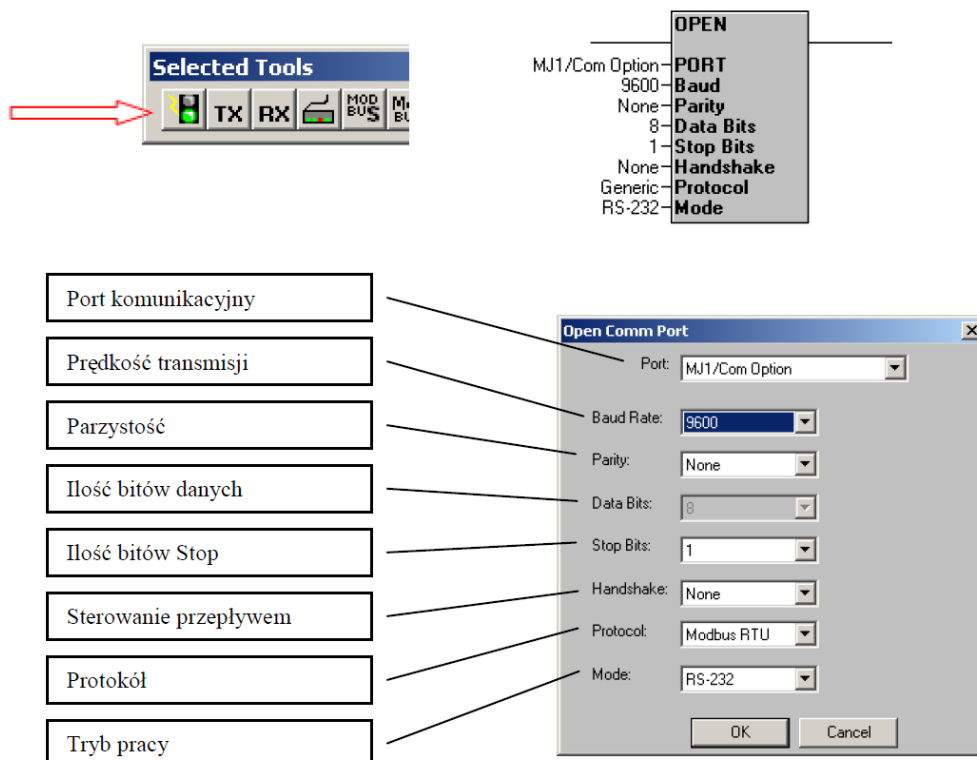 Selected Tools
TX RX MOD BUS
OPEN
MJ1/Com Option PORT
9600 Baud
None Parity
8 Data Bits
1 Stop Bits
None Handshake
Generic Protocol
RS-232 Mode
Port komunikacyjny
Prędkość transmisji
Parzystość
Ilość bitów danych
Ilość bitów Stop
Sterowanie przepływem
Protokół
Tryb pracy
Open Comm Port
Port: MJ1/Com Option
Baud Rate: 9600
Parity: None
Data Bits: 8
Stop Bits: 1
Handshake: None
Protocol: Modbus RTU
Mode: RS-232
OK Cancel